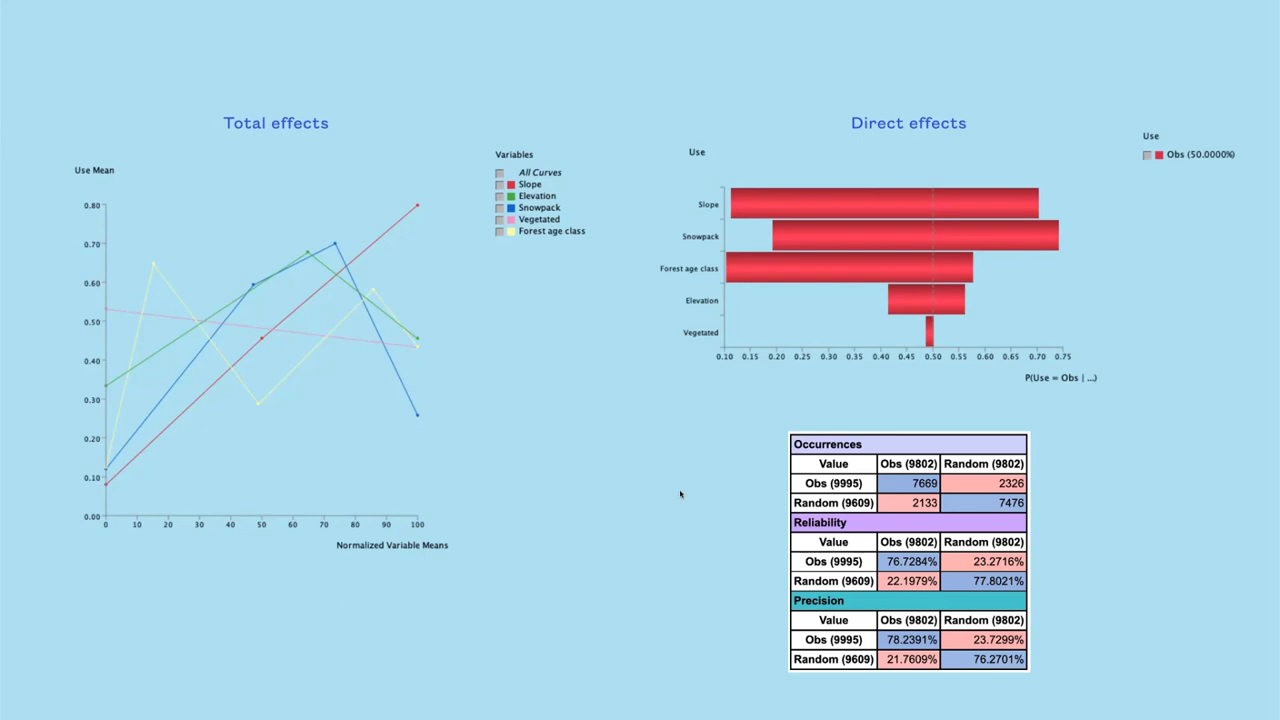 Total effects
Use Mean
0.80
0.70
0.60
0.50
0.40
0.30
0.20
0.10
0.00
0 10 20 30 40 50 60 70 80 90 100
Normalized Variable Means
Variables
All Curves
Slope
Elevation
Snowpack
Vegetated
Forest age class
Direct effects
Use
Use
Obs (50.0000%)
Slope
Snowpack
Forest age class
Elevation
Vegetated
0.10 0.15 0.20 0.25 0.30 0.35 0.40 0.45 0.50 0.55 0.60 0.65 0.70 0.75
P(Use = Obs | ...)
Occurrences
Value Obs (9802) Random (9802)
Obs (9995) 7669 2326
Random (9609) 2133 7476
Reliability
Value Obs (9802) Random (9802)
Obs (9995) 76.7284% 23.2716%
Random (9609) 22.1979% 77.8021%
Precision
Value Obs (9802) Random (9802)
Obs (9995) 78.2391% 23.7299%
Random (9609) 21.7609% 76.2701%